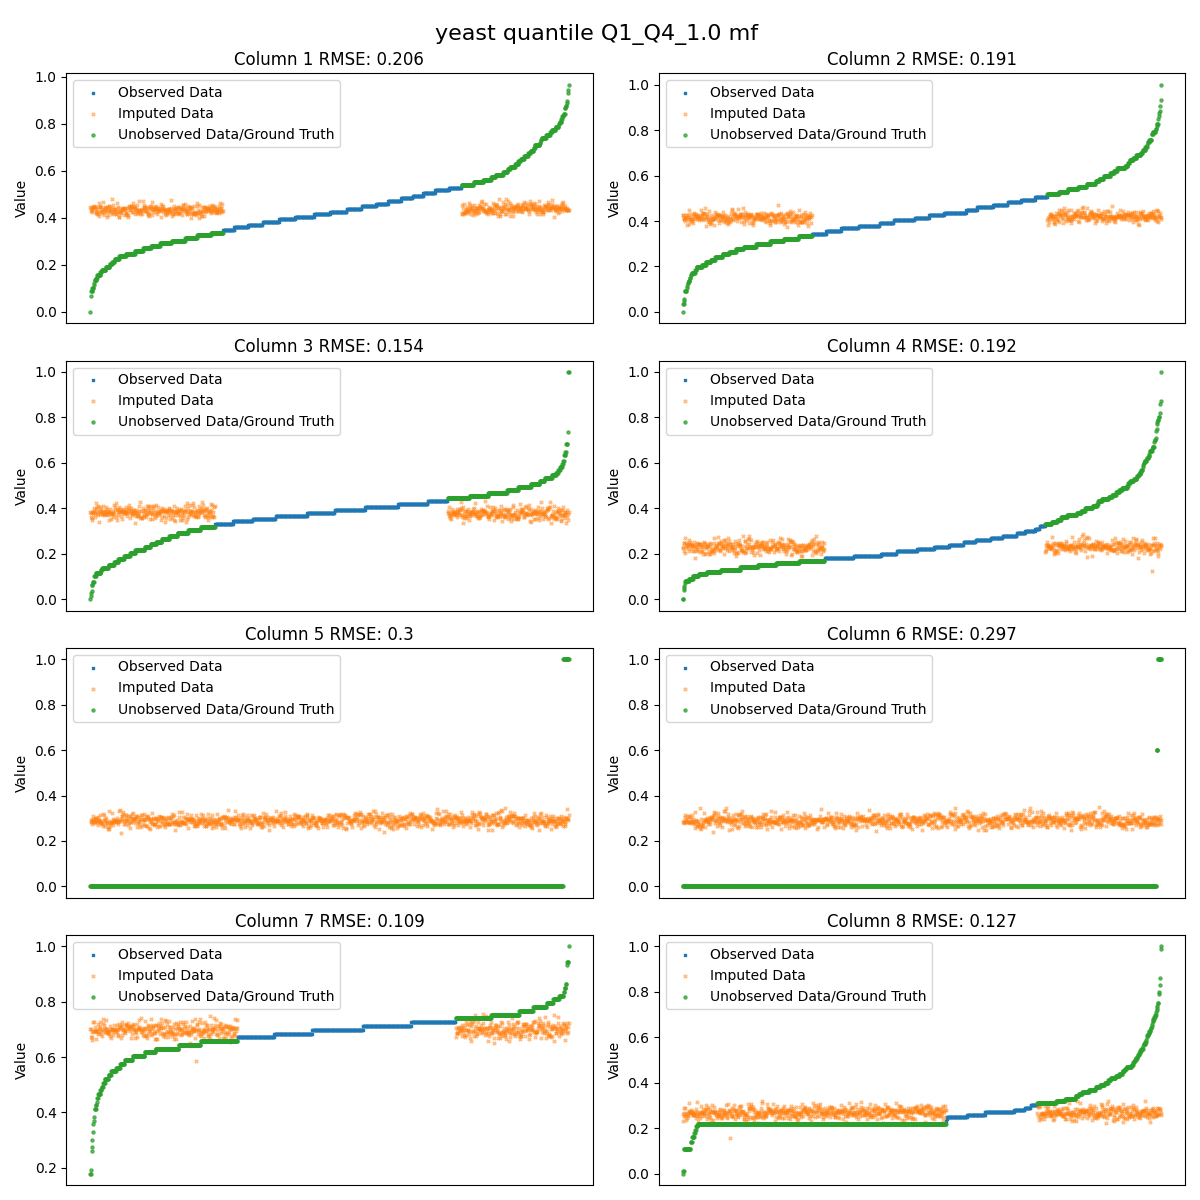 yeast quantile Q1_Q4_1.0 mf
Column 1 RMSE: 0.206
Observed Data
Imputed Data
Unobserved Data/Ground Truth
1.0
0.8
0.6
0.4
0.2
0.0
Value
Column 2 RMSE: 0.191
Observed Data
Imputed Data
Unobserved Data/Ground Truth
1.0
0.8
0.6
0.4
0.2
0.0
Value
Column 3 RMSE: 0.154
Observed Data
Imputed Data
Unobserved Data/Ground Truth
1.0
0.8
0.6
0.4
0.2
0.0
Value
Column 4 RMSE: 0.192
Observed Data
Imputed Data
Unobserved Data/Ground Truth
1.0
0.8
0.6
0.4
0.2
0.0
Value
Column 5 RMSE: 0.3
Observed Data
Imputed Data
Unobserved Data/Ground Truth
1.0
0.8
0.6
0.4
0.2
0.0
Value
Column 6 RMSE: 0.297
Observed Data
Imputed Data
Unobserved Data/Ground Truth
1.0
0.8
0.6
0.4
0.2
0.0
Value
Column 7 RMSE: 0.109
Observed Data
Imputed Data
Unobserved Data/Ground Truth
1.0
0.8
0.6
0.4
0.2
Value
Column 8 RMSE: 0.127
Observed Data
Imputed Data
Unobserved Data/Ground Truth
1.0
0.8
0.6
0.4
0.2
0.0
Value